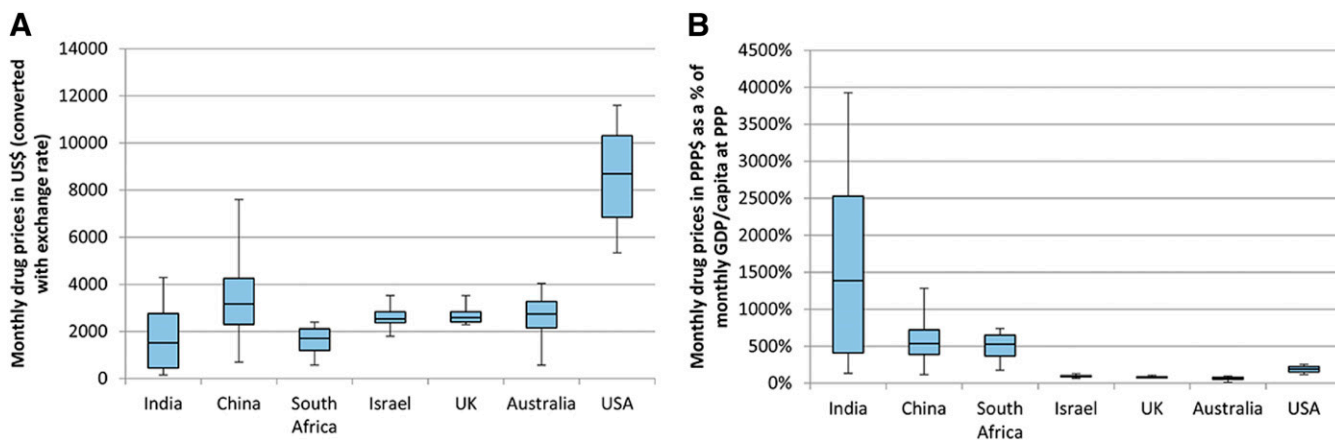 A
Monthly drug prices in US$ (converted
with exchange rate)
14000
12000
10000
8000
6000
4000
2000
0
India
China
South
Africa
Israel
UK
Australia
USA
B
Monthly drug prices in PPP$ as a % of
monthly GDP/capita at PPP
4500%
4000%
3500%
3000%
2500%
2000%
1500%
1000%
500%
0%
India
China
South
Africa
Israel
UK
Australia
USA